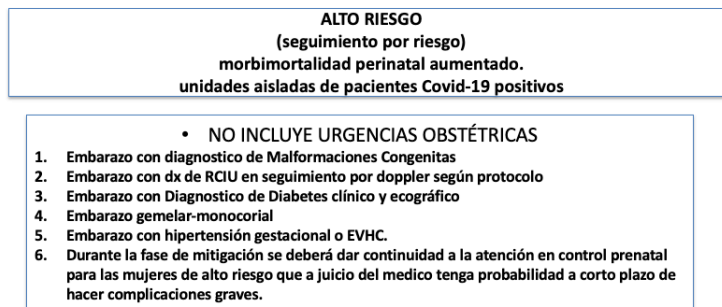 ALTO RIESGO
(seguimiento por riesgo)
morbimortalidad perinatal aumentado.
unidades aisladas de pacientes Covid-19 positivos
• NO INCLUYE URGENCIAS OBSTÉTRICAS
1. Embarazo con diagnostico de Malformaciones Congenitas
2. Embarazo con dx de RCIU en seguimiento por doppler según protocolo
3. Embarazo con Diagnostico de Diabetes clínico y ecográfico
4. Embarazo gemelar-monocorial
5. Embarazo con hipertensión gestacional o EVHC.
6. Durante la fase de mitigación se deberá dar continuidad a la atención en control prenatal
para las mujeres de alto riesgo que a juicio del medico tenga probabilidad a corto plazo de
hacer complicaciones graves.